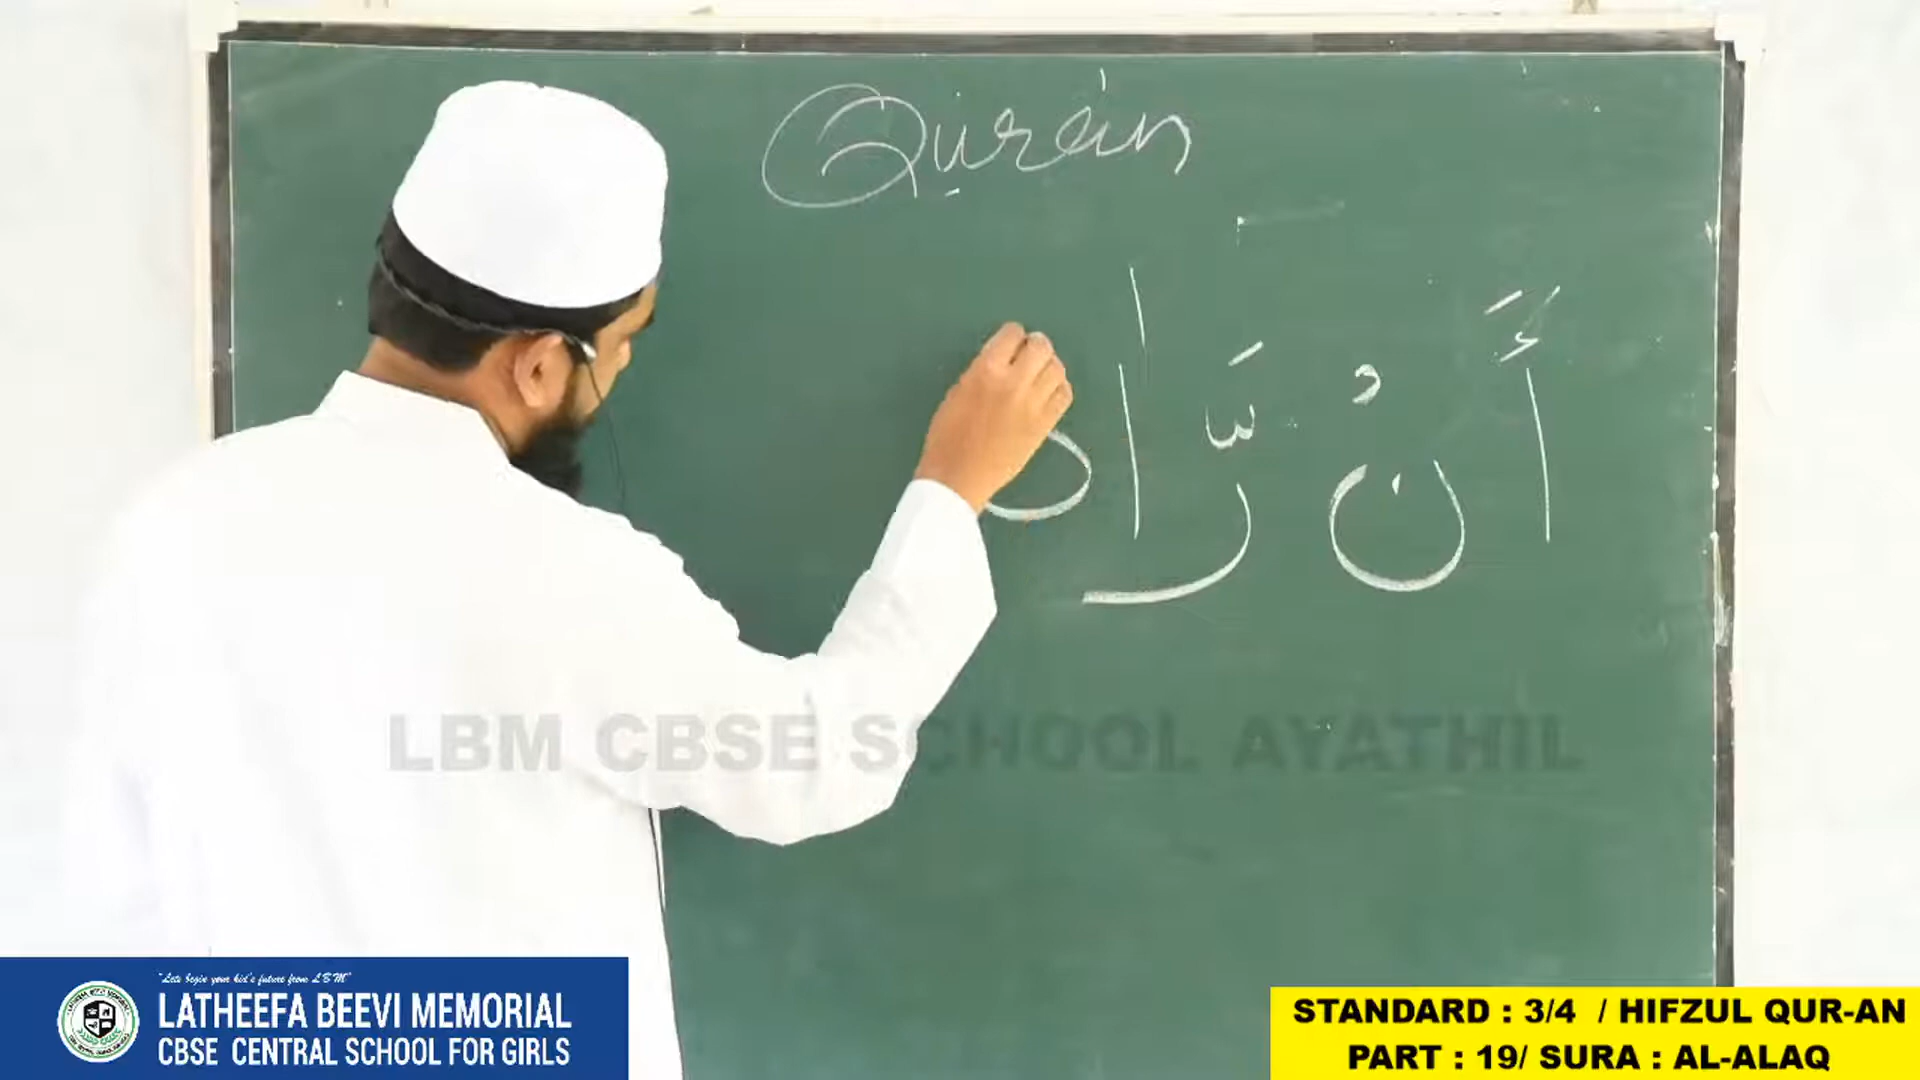 Qurán
أَنْ رَّا
LBM CBSE SCHOOL AYATHIL
"Lets begin your kid's future from LBM"
LATHEEFA BEEVI MEMORIAL
CBSE CENTRAL SCHOOL FOR GIRLS
STANDARD : 3/4 / HIFZUL QUR-AN
PART : 19/ SURA : AL-ALAQ